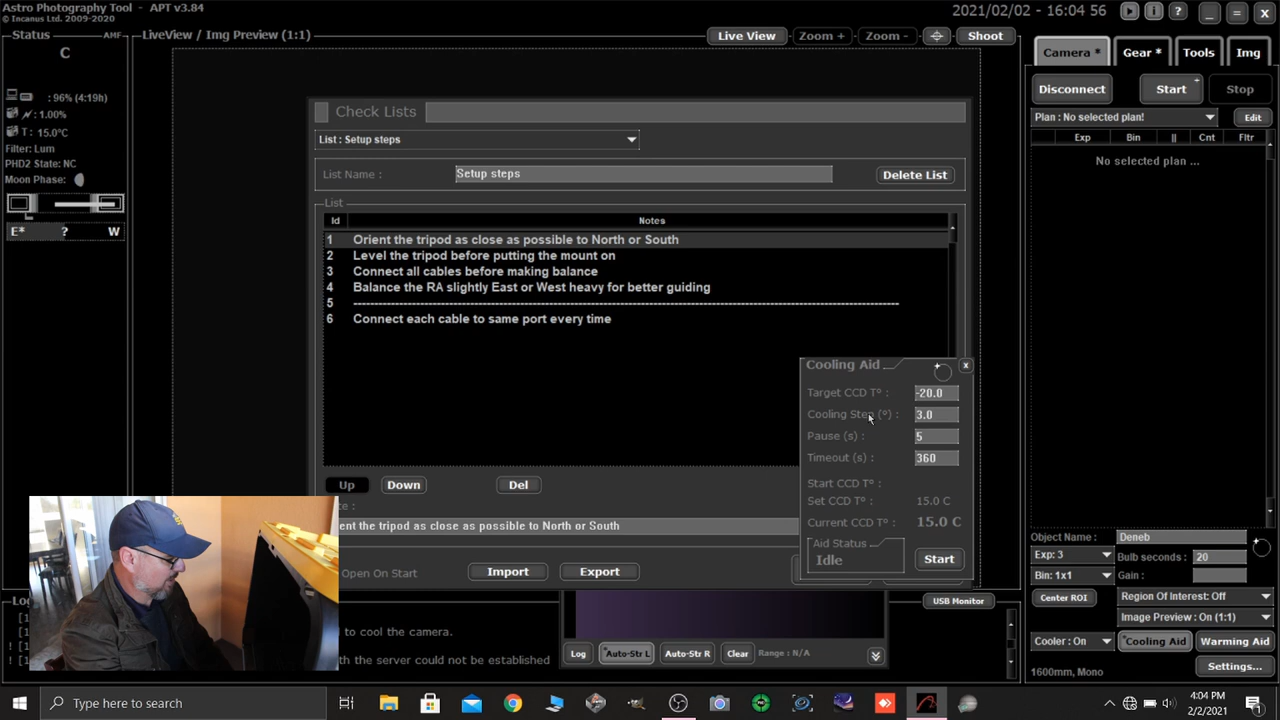 Astro Photography Tool - APT v3.84
© Incanus Ltd. 2009-2020
2021/02/02 - 16:04 56
Status AMF
C
: 96% (4:19h)
: 1.00%
T : 15.0°C
Filter: Lum
PHD2 State: NC
Moon Phase:
E* ? W
LiveView / Img Preview (1:1)
Live View
Zoom +
Zoom -
Shoot
Check Lists
List : Setup steps
List Name :
Setup steps
Delete List
List
Id Notes
1 Orient the tripod as close as possible to North or South
2 Level the tripod before putting the mount on
3 Connect all cables before making balance
4 Balance the RA slightly East or West heavy for better guiding
5 ------------------------------------------------------------------------------------------------------------------------
6 Connect each cable to same port every time
Up
Down
Del
te :
ent the tripod as close as possible to North or South
Open On Start
Import
Export
Cooling Aid
x
Target CCD T° : -20.0
Cooling Step (°) : 3.0
Pause (s) : 5
Timeout (s) : 360
Start CCD T° :
Set CCD T° : 15.0 C
Current CCD T° : 15.0 C
Aid Status
Idle
Start
Camera *
Gear *
Tools
Img
Disconnect
Start
Stop
Plan : No selected plan!
Edit
Exp Bin || Cnt Fltr
No selected plan ...
Object Name : Deneb
Exp: 3
Bulb seconds : 20
Bin: 1x1
Gain :
Center ROI
Region Of Interest: Off
Image Preview : On (1:1)
Cooler : On
Cooling Aid
Warming Aid
1600mm, Mono
Settings...
Log
[1
! [1
! [1
to cool the camera.
th the server could not be established
USB Monitor
Log
Auto-Str L
Auto-Str R
Clear
Range : N/A
Type here to search
4:04 PM
2/2/2021